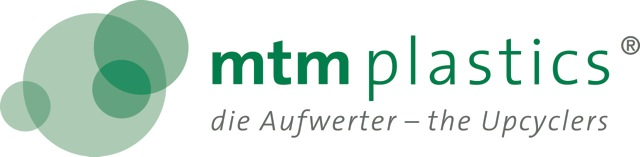 mtm plastics®
die Aufwerter – the Upcyclers